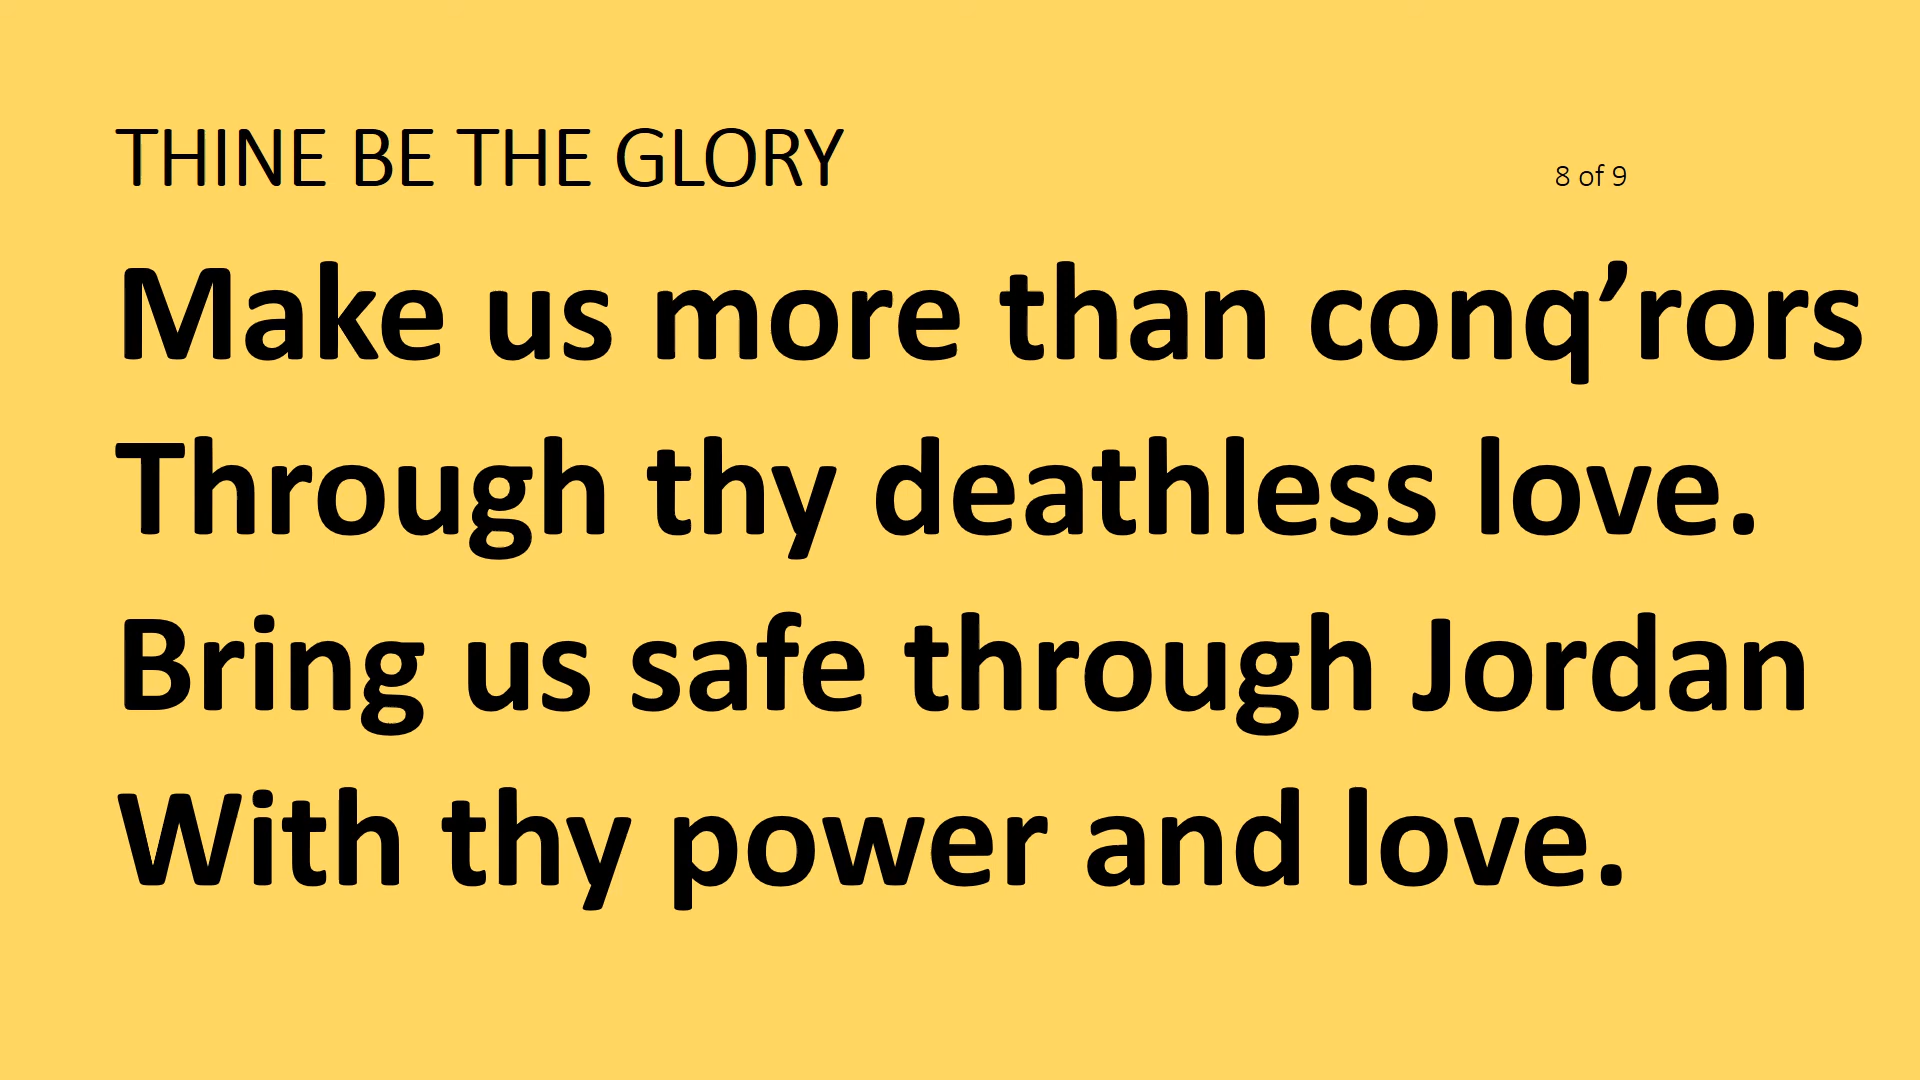 THINE BE THE GLORY
8 of 9
Make us more than conq’rors
Through thy deathless love.
Bring us safe through Jordan
With thy power and love.